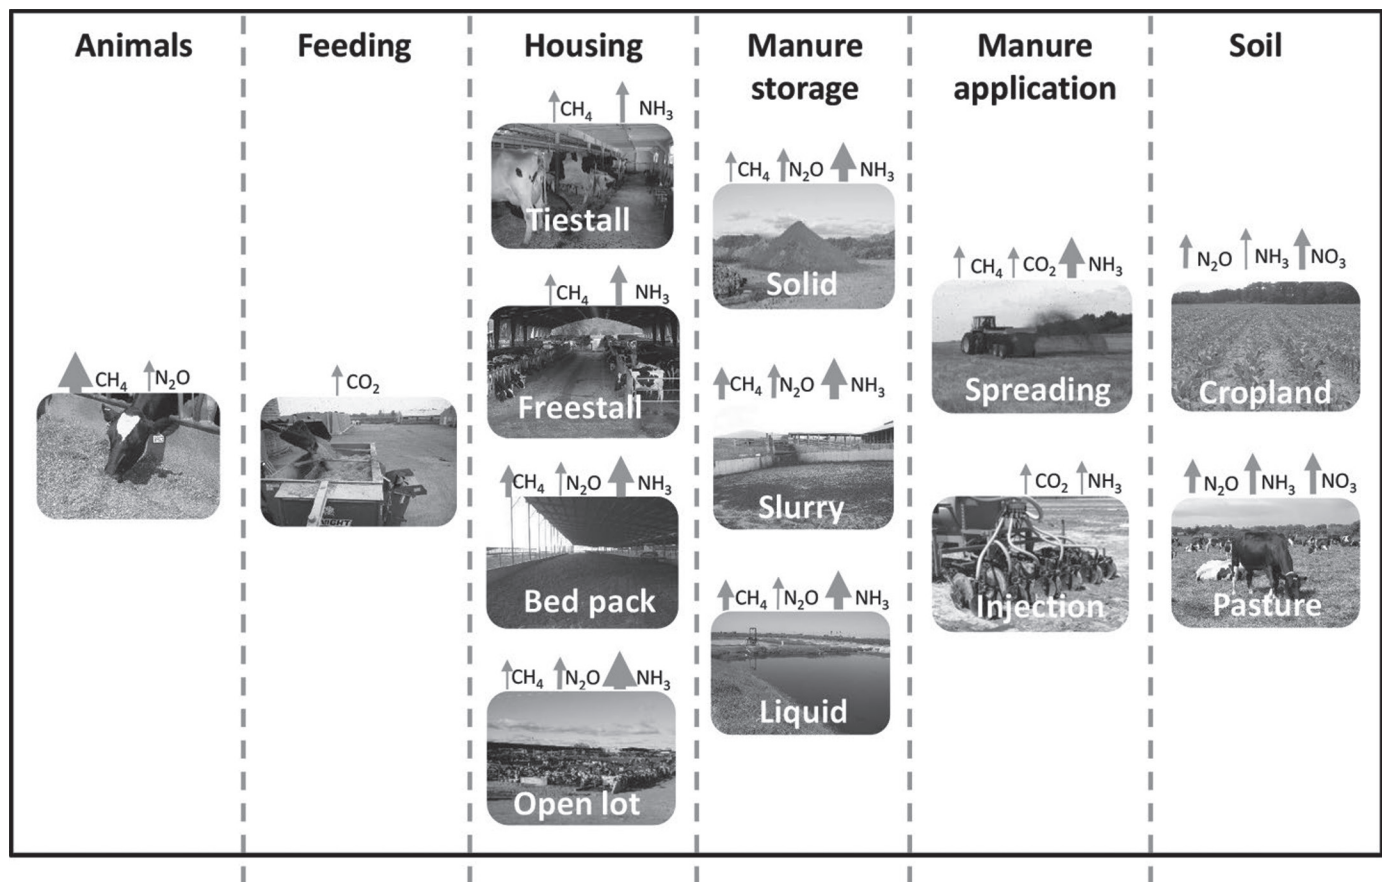 Animals
Feeding
Housing
Manure
storage
Manure
application
Soil
CH₄ N₂O
CO₂
CH₄ NH₃
Tiestall
CH₄ NH₃
Freestall
CH₄ N₂O NH₃
Bed pack
CH₄ N₂O NH₃
Open lot
CH₄ N₂O NH₃
Solid
CH₄ N₂O NH₃
Slurry
CH₄ N₂O NH₃
Liquid
CH₄ CO₂ NH₃
Spreading
CO₂ NH₃
Injection
N₂O NH₃ NO₃
Cropland
N₂O NH₃ NO₃
Pasture